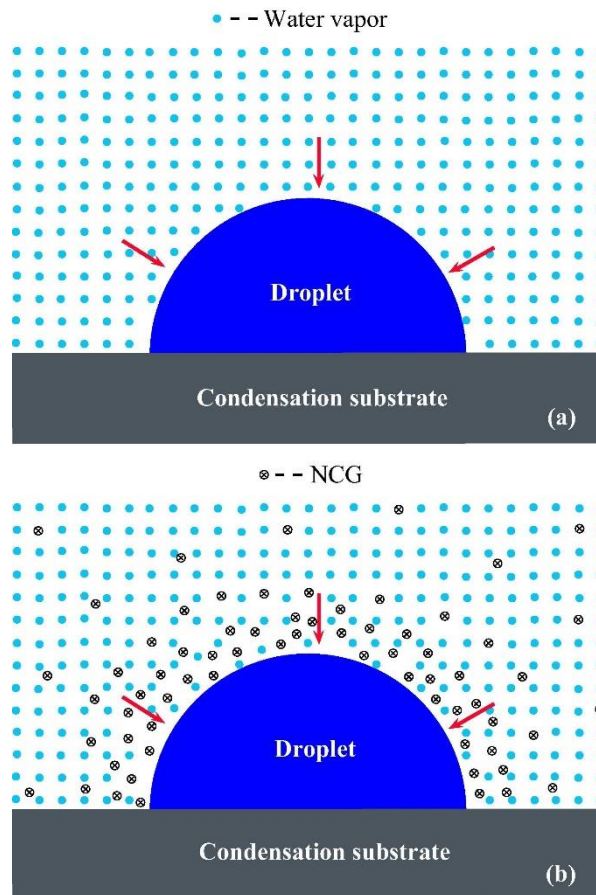 -- Water vapor
Droplet
Condensation substrate
(a)
-- NCG
Droplet
Condensation substrate
(b)